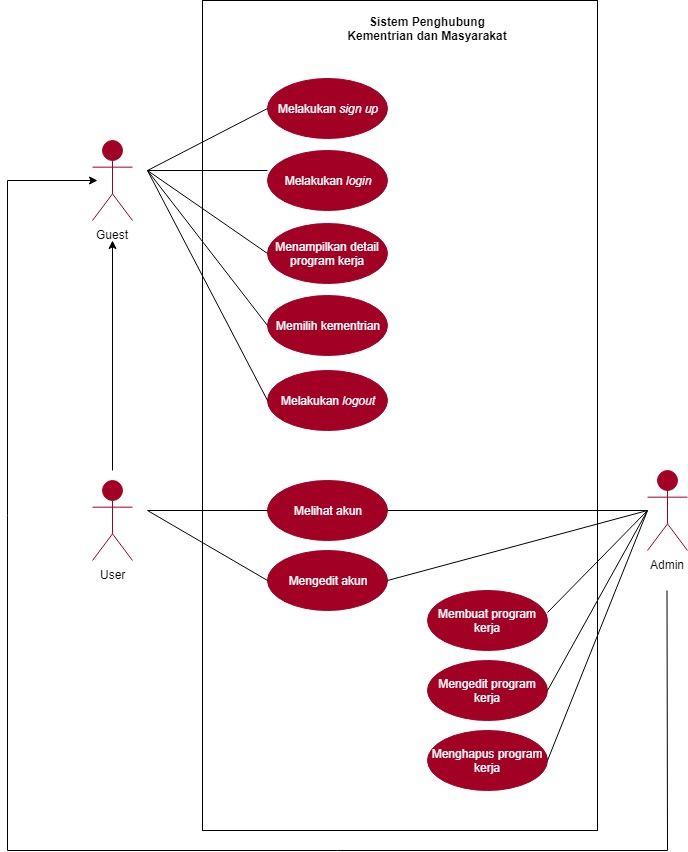 Sistem Penghubung
Kementrian dan Masyarakat
Melakukan sign up
Melakukan login
Menampilkan detail
program kerja
Memilih kementrian
Melakukan logout
Guest
Melihat akun
Mengedit akun
User
Admin
Membuat program
kerja
Mengedit program
kerja
Menghapus program
kerja